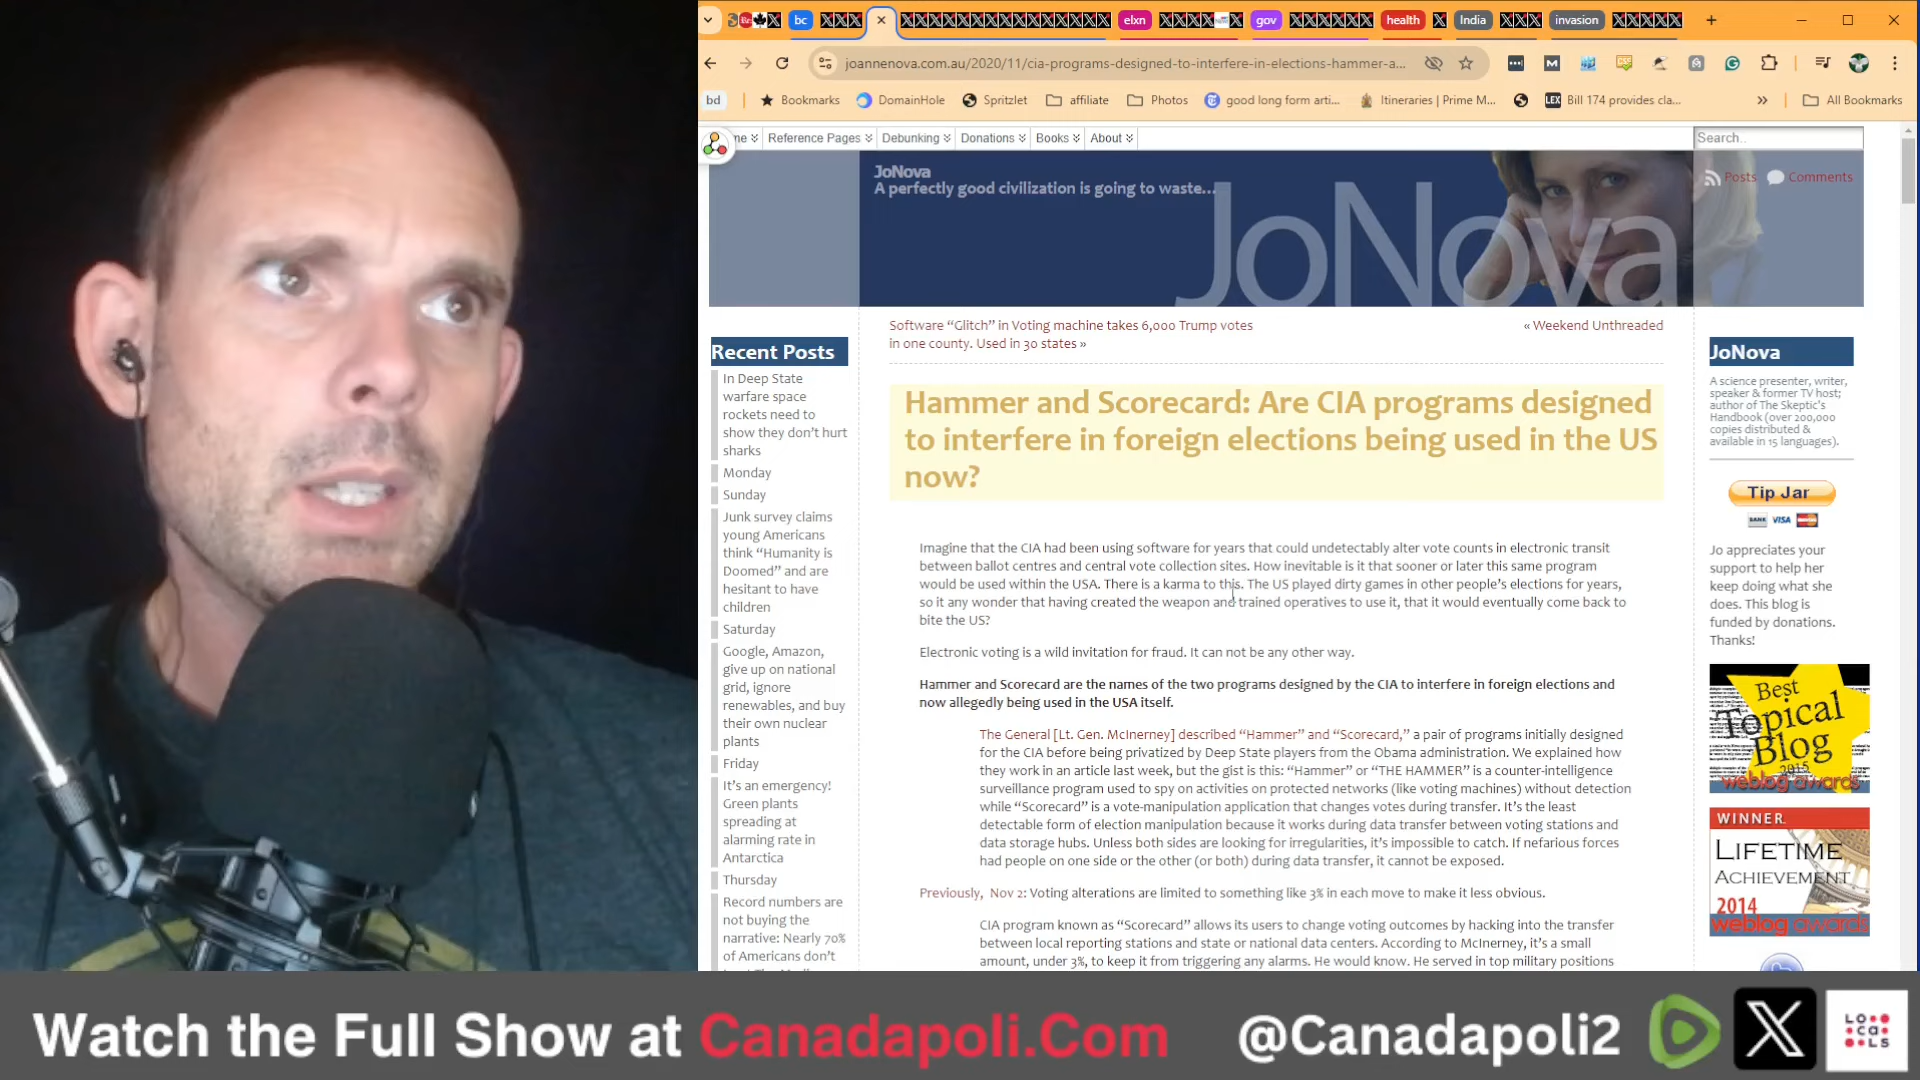 bc
elxn
gov
health
India
invasion
joannenova.com.au/2020/11/cia-programs-designed-to-interfere-in-elections-hammer-a...
bd
Bookmarks
DomainHole
Spritzlet
affiliate
Photos
good long form arti...
Itineraries | Prime M...
LEX
Bill 174 provides cla...
All Bookmarks
Reference Pages
Debunking
Donations
Books
About
Search..
JoNova
A perfectly good civilization is going to waste...
JoNova
Posts
Comments
Software “Glitch” in Voting machine takes 6,000 Trump votes
in one county. Used in 30 states »
« Weekend Unthreaded
Recent Posts
In Deep State
warfare space
rockets need to
show they don’t hurt
sharks
Monday
Sunday
Junk survey claims
young Americans
think “Humanity is
Doomed” and are
hesitant to have
children
Saturday
Google, Amazon,
give up on national
grid, ignore
renewables, and buy
their own nuclear
plants
Friday
It’s an emergency!
Green plants
spreading at
alarming rate in
Antarctica
Thursday
Record numbers are
not buying the
narrative: Nearly 70%
of Americans don’t
Hammer and Scorecard: Are CIA programs designed
to interfere in foreign elections being used in the US
now?
Imagine that the CIA had been using software for years that could undetectably alter vote counts in electronic transit
between ballot centres and central vote collection sites. How inevitable is it that sooner or later this same program
would be used within the USA. There is a karma to this. The US played dirty games in other people’s elections for years,
so it any wonder that having created the weapon and trained operatives to use it, that it would eventually come back to
bite the US?
Electronic voting is a wild invitation for fraud. It can not be any other way.
Hammer and Scorecard are the names of the two programs designed by the CIA to interfere in foreign elections and
now allegedly being used in the USA itself.
The General [Lt. Gen. McInerney] described “Hammer” and “Scorecard,” a pair of programs initially designed
for the CIA before being privatized by Deep State players from the Obama administration. We explained how
they work in an article last week, but the gist is this: “Hammer” or “THE HAMMER” is a counter-intelligence
surveillance program used to spy on activities on protected networks (like voting machines) without detection
while “Scorecard” is a vote-manipulation application that changes votes during transfer. It’s the least
detectable form of election manipulation because it works during data transfer between voting stations and
data storage hubs. Unless both sides are looking for irregularities, it’s impossible to catch. If nefarious forces
had people on one side or the other (or both) during data transfer, it cannot be exposed.
Previously, Nov 2: Voting alterations are limited to something like 3% in each move to make it less obvious.
CIA program known as “Scorecard” allows its users to change voting outcomes by hacking into the transfer
between local reporting stations and state or national data centers. According to McInerney, it’s a small
amount, under 3%, to keep it from triggering any alarms. He would know. He served in top military positions
JoNova
A science presenter, writer,
speaker & former TV host;
author of The Skeptic’s
Handbook (over 200,000
copies distributed &
available in 15 languages).
Tip Jar
BANK VISA
Jo appreciates your
support to help her
keep doing what she
does. This blog is
funded by donations.
Thanks!
Best
Topical
Blog
2015
weblog awards
WINNER
LIFETIME
ACHIEVEMENT
2014
weblog awards
Watch the Full Show at Canadapoli.Com
@Canadapoli2
LO
CA
LS